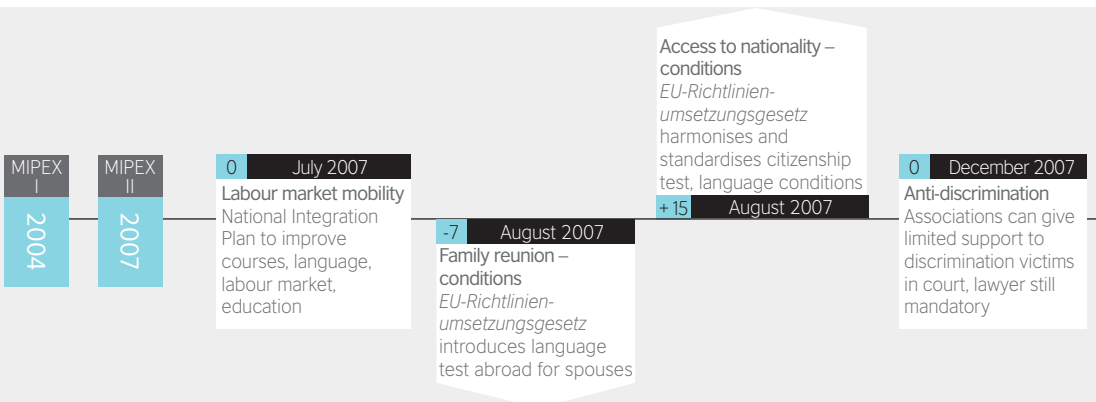 MIPEX
I
2004
MIPEX
II
2007
0 July 2007
Labour market mobility
National Integration
Plan to improve
courses, language,
labour market,
education
-7 August 2007
Family reunion –
conditions
EU-Richtlinien-
umsetzungsgesetz
introduces language
test abroad for spouses
Access to nationality –
conditions
EU-Richtlinien-
umsetzungsgesetz
harmonises and
standardises citizenship
test, language conditions
+ 15 August 2007
0 December 2007
Anti-discrimination
Associations can give
limited support to
discrimination victims
in court, lawyer still
mandatory